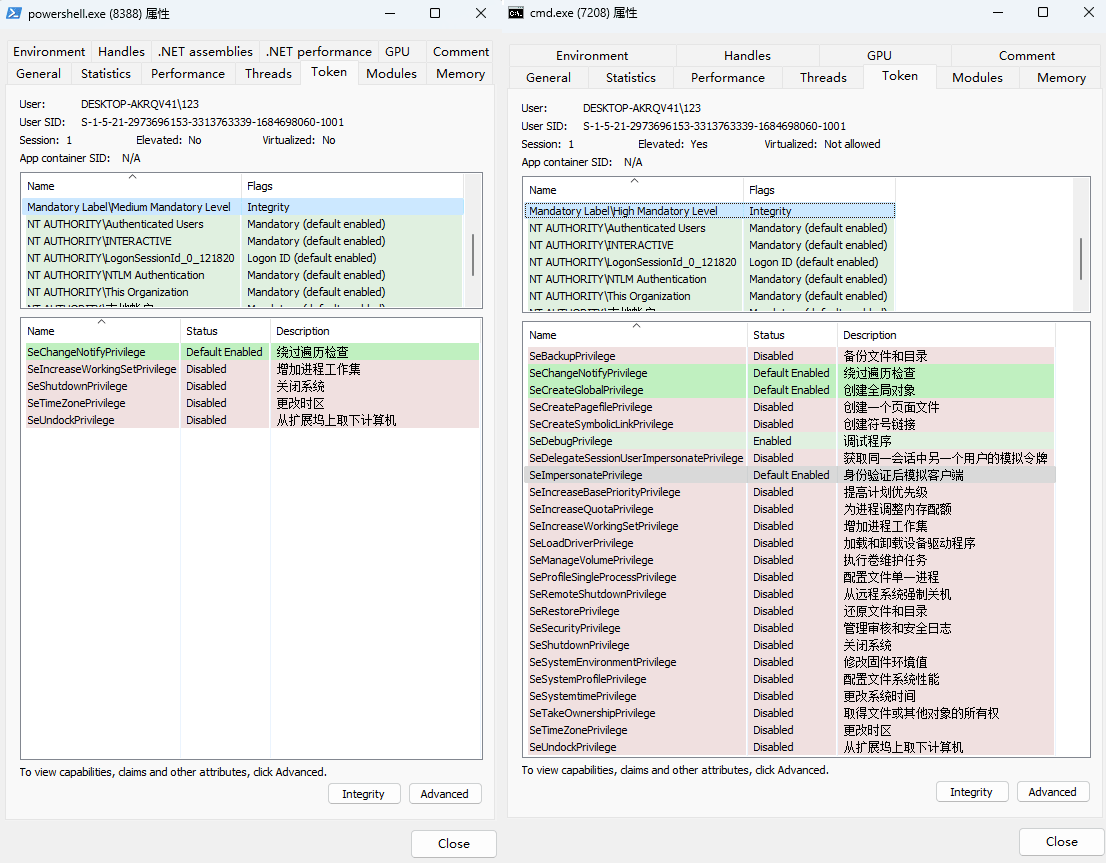 powershell.exe (8388) 属性
Environment Handles .NET assemblies .NET performance GPU Comment
General Statistics Performance Threads Token Modules Memory
User: DESKTOP-AKRQV41\123
User SID: S-1-5-21-2973696153-3313763339-1684698060-1001
Session: 1 Elevated: No Virtualized: No
App container SID: N/A
Name Flags
Mandatory Label\Medium Mandatory Level Integrity
NT AUTHORITY\Authenticated Users Mandatory (default enabled)
NT AUTHORITY\INTERACTIVE Mandatory (default enabled)
NT AUTHORITY\LogonSessionId_0_121820 Logon ID (default enabled)
NT AUTHORITY\NTLM Authentication Mandatory (default enabled)
NT AUTHORITY\This Organization Mandatory (default enabled)
Name Status Description
SeChangeNotifyPrivilege Default Enabled 绕过遍历检查
SeIncreaseWorkingSetPrivilege Disabled 增加进程工作集
SeShutdownPrivilege Disabled 关闭系统
SeTimeZonePrivilege Disabled 更改时区
SeUndockPrivilege Disabled 从扩展坞上取下计算机
To view capabilities, claims and other attributes, click Advanced.
Integrity Advanced
Close
cmd.exe (7208) 属性
Environment Handles GPU Comment
General Statistics Performance Threads Token Modules Memory
User: DESKTOP-AKRQV41\123
User SID: S-1-5-21-2973696153-3313763339-1684698060-1001
Session: 1 Elevated: Yes Virtualized: Not allowed
App container SID: N/A
Name Flags
Mandatory Label\High Mandatory Level Integrity
NT AUTHORITY\Authenticated Users Mandatory (default enabled)
NT AUTHORITY\INTERACTIVE Mandatory (default enabled)
NT AUTHORITY\LogonSessionId_0_121820 Logon ID (default enabled)
NT AUTHORITY\NTLM Authentication Mandatory (default enabled)
NT AUTHORITY\This Organization Mandatory (default enabled)
Name Status Description
SeBackupPrivilege Disabled 备份文件和目录
SeChangeNotifyPrivilege Default Enabled 绕过遍历检查
SeCreateGlobalPrivilege Default Enabled 创建全局对象
SeCreatePagefilePrivilege Disabled 创建一个页面文件
SeCreateSymbolicLinkPrivilege Disabled 创建符号链接
SeDebugPrivilege Enabled 调试程序
SeDelegateSessionUserImpersonatePrivilege Disabled 获取同一会话中另一个用户的模拟令牌
SeImpersonatePrivilege Default Enabled 身份验证后模拟客户端
SeIncreaseBasePriorityPrivilege Disabled 提高计划优先级
SeIncreaseQuotaPrivilege Disabled 为进程调整内存配额
SeIncreaseWorkingSetPrivilege Disabled 增加进程工作集
SeLoadDriverPrivilege Disabled 加载和卸载设备驱动程序
SeManageVolumePrivilege Disabled 执行卷维护任务
SeProfileSingleProcessPrivilege Disabled 配置文件单一进程
SeRemoteShutdownPrivilege Disabled 从远程系统强制关机
SeRestorePrivilege Disabled 还原文件和目录
SeSecurityPrivilege Disabled 管理审核和安全日志
SeShutdownPrivilege Disabled 关闭系统
SeSystemEnvironmentPrivilege Disabled 修改固件环境值
SeSystemProfilePrivilege Disabled 配置文件系统性能
SeSystemtimePrivilege Disabled 更改系统时间
SeTakeOwnershipPrivilege Disabled 取得文件或其他对象的所有权
SeTimeZonePrivilege Disabled 更改时区
SeUndockPrivilege Disabled 从扩展坞上取下计算机
To view capabilities, claims and other attributes, click Advanced.
Integrity Advanced
Close